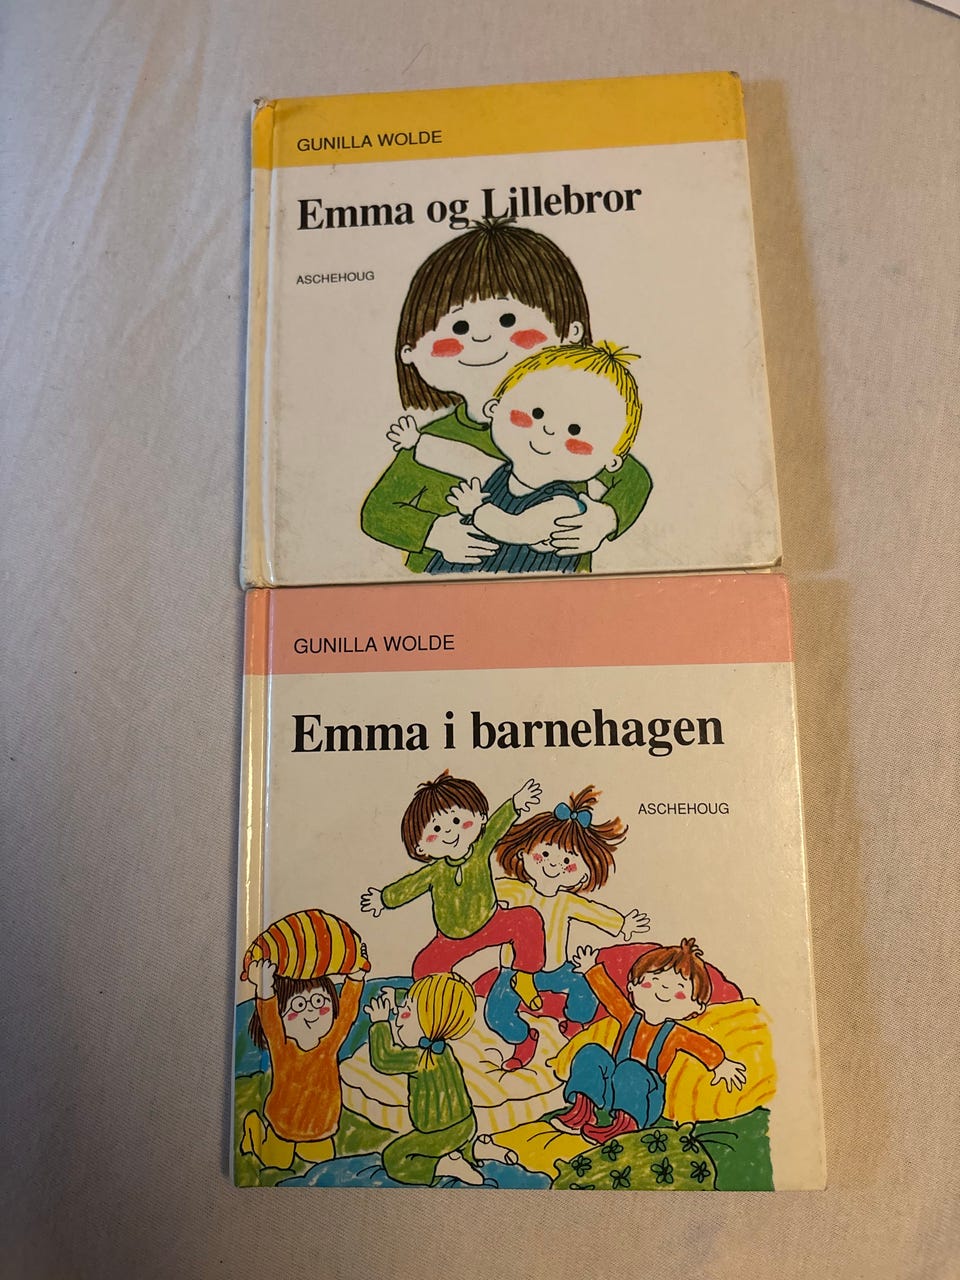 GUNILLA WOLDE
Emma og Lillebror
ASCHEHOUG
GUNILLA WOLDE
Emma i barnehagen
ASCHEHOUG